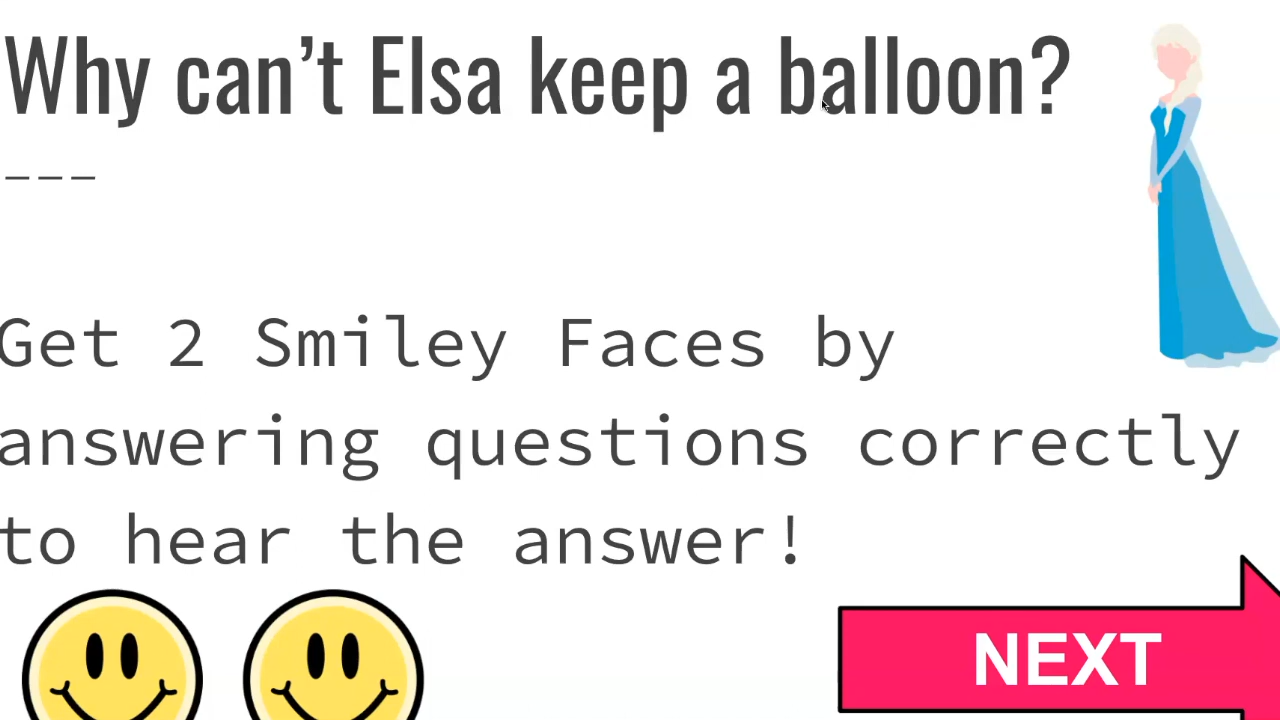 Why can’t Elsa keep a balloon?
---
Get 2 Smiley Faces by
answering questions correctly
to hear the answer!
NEXT